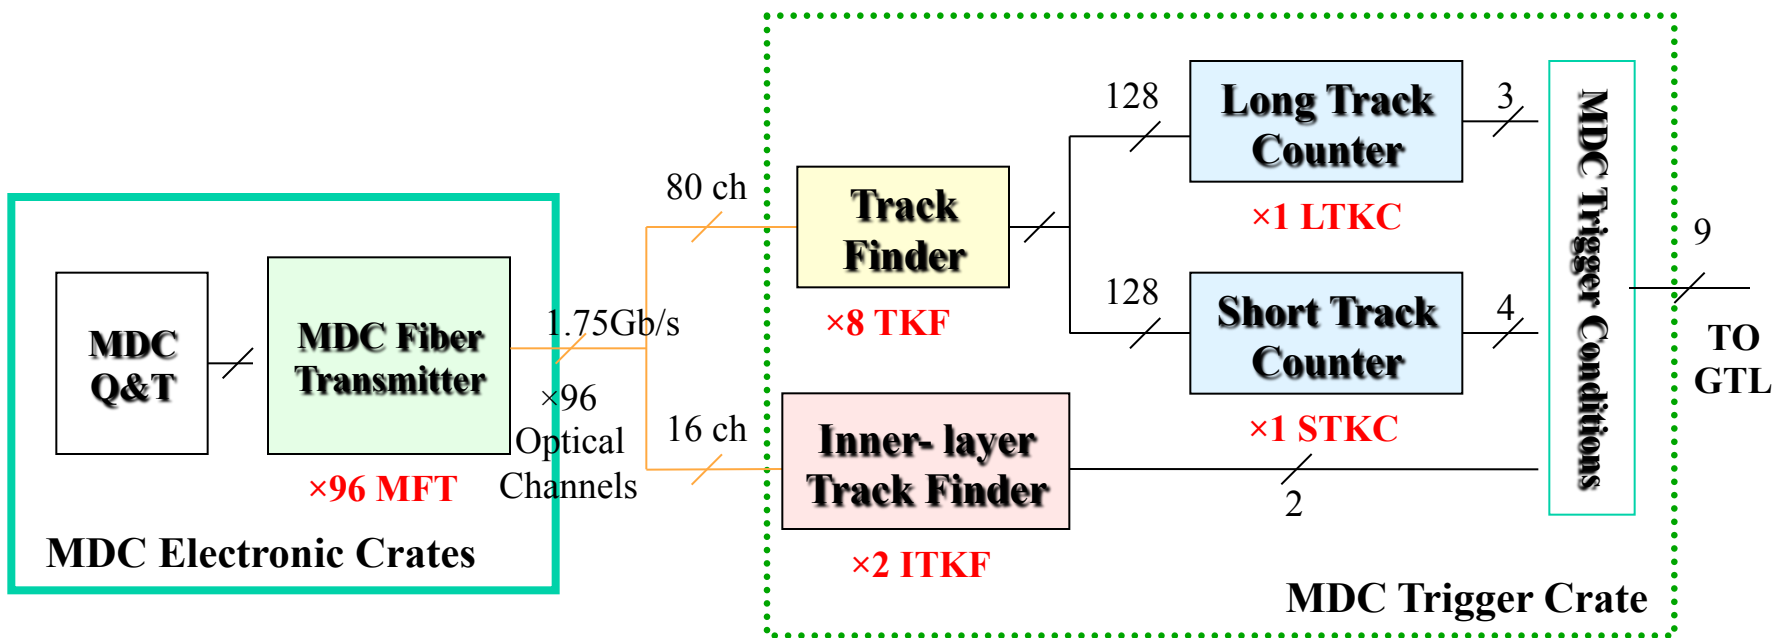 MDC
Q&T
MDC Fiber
Transmitter
×96 MFT
MDC Electronic Crates
1.75Gb/s
×96
Optical
Channels
80 ch
16 ch
Track
Finder
×8 TKF
Inner- layer
Track Finder
×2 ITKF
128
Long Track
Counter
×1 LTKC
3
128
Short Track
Counter
×1 STKC
4
2
MDC Trigger Conditions
MDC Trigger Crate
9
TO
GTL